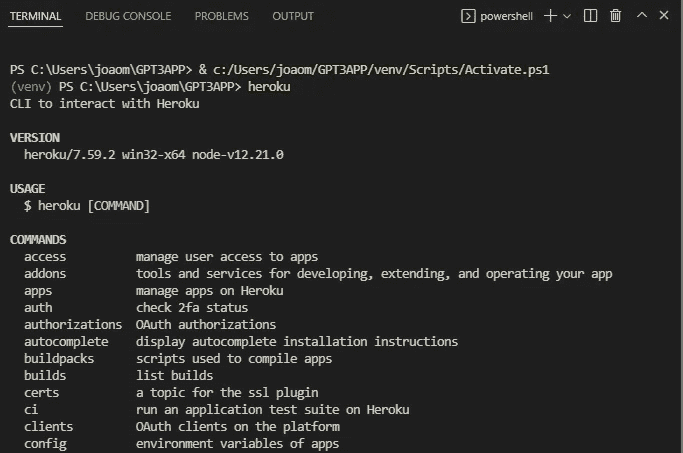 TERMINAL DEBUG CONSOLE PROBLEMS OUTPUT powershell
PS C:\Users\joaom\GPT3APP> & c:/Users/joaom/GPT3APP/venv/Scripts/Activate.ps1
(venv) PS C:\Users\joaom\GPT3APP> heroku
CLI to interact with Heroku
VERSION
heroku/7.59.2 win32-x64 node-v12.21.0
USAGE
$ heroku [COMMAND]
COMMANDS
access manage user access to apps
addons tools and services for developing, extending, and operating your app
apps manage apps on Heroku
auth check 2fa status
authorizations OAuth authorizations
autocomplete display autocomplete installation instructions
buildpacks scripts used to compile apps
builds list builds
certs a topic for the ssl plugin
ci run an application test suite on Heroku
clients OAuth clients on the platform
config environment variables of apps